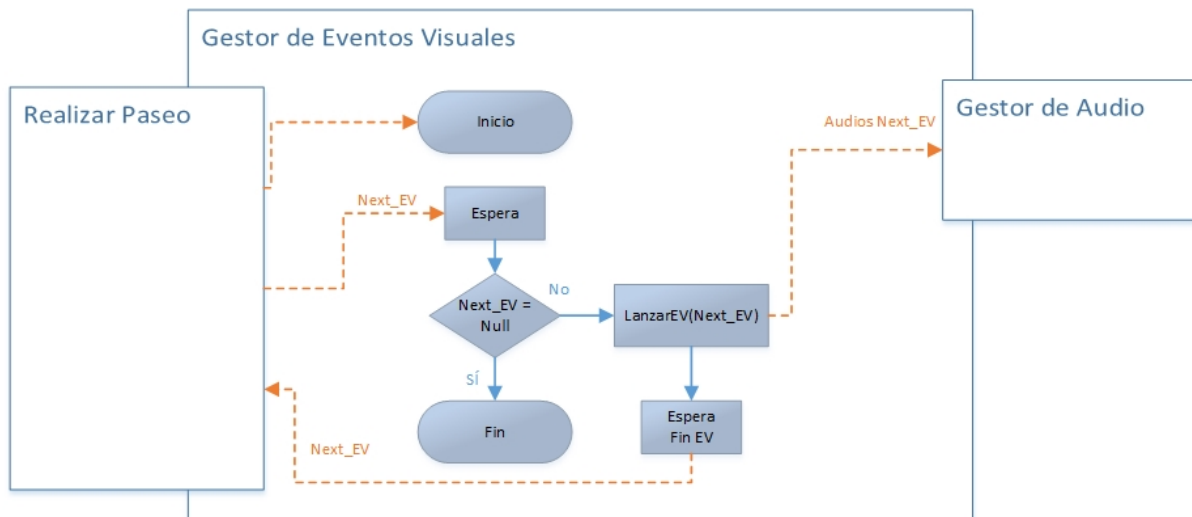 Gestor de Eventos Visuales
Realizar Paseo
Gestor de Audio
Inicio
Audios Next_EV
Next_EV
Espera
Next_EV =
Null
No
LanzarEV(Next_EV)
SÍ
Fin
Espera
Fin EV
Next_EV